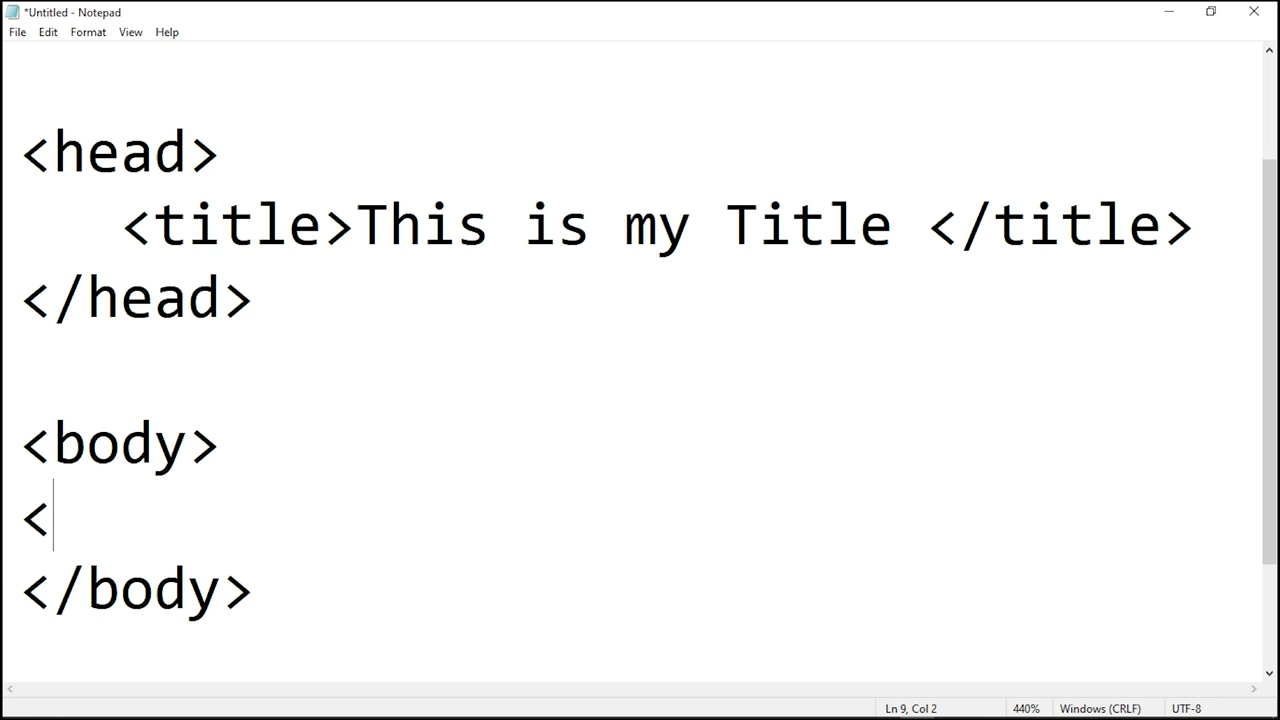 *Untitled - Notepad
File Edit Format View Help
<head>
<title>This is my Title </title>
</head>
<body>
<
</body>
Ln 9, Col 2 440% Windows (CRLF) UTF-8